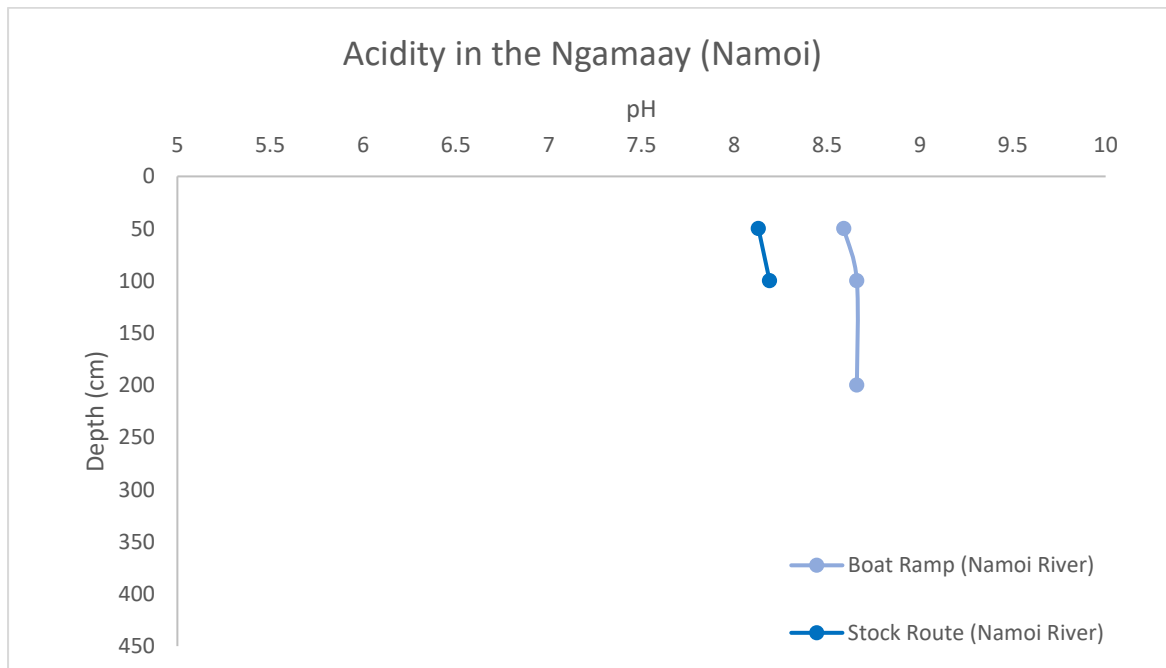 Acidity in the Ngamaay (Namoi)
pH
5 5.5 6 6.5 7 7.5 8 8.5 9 9.5 10
0
50
100
150
200
250
300
350
400
450
Depth (cm)
Boat Ramp (Namoi River)
Stock Route (Namoi River)